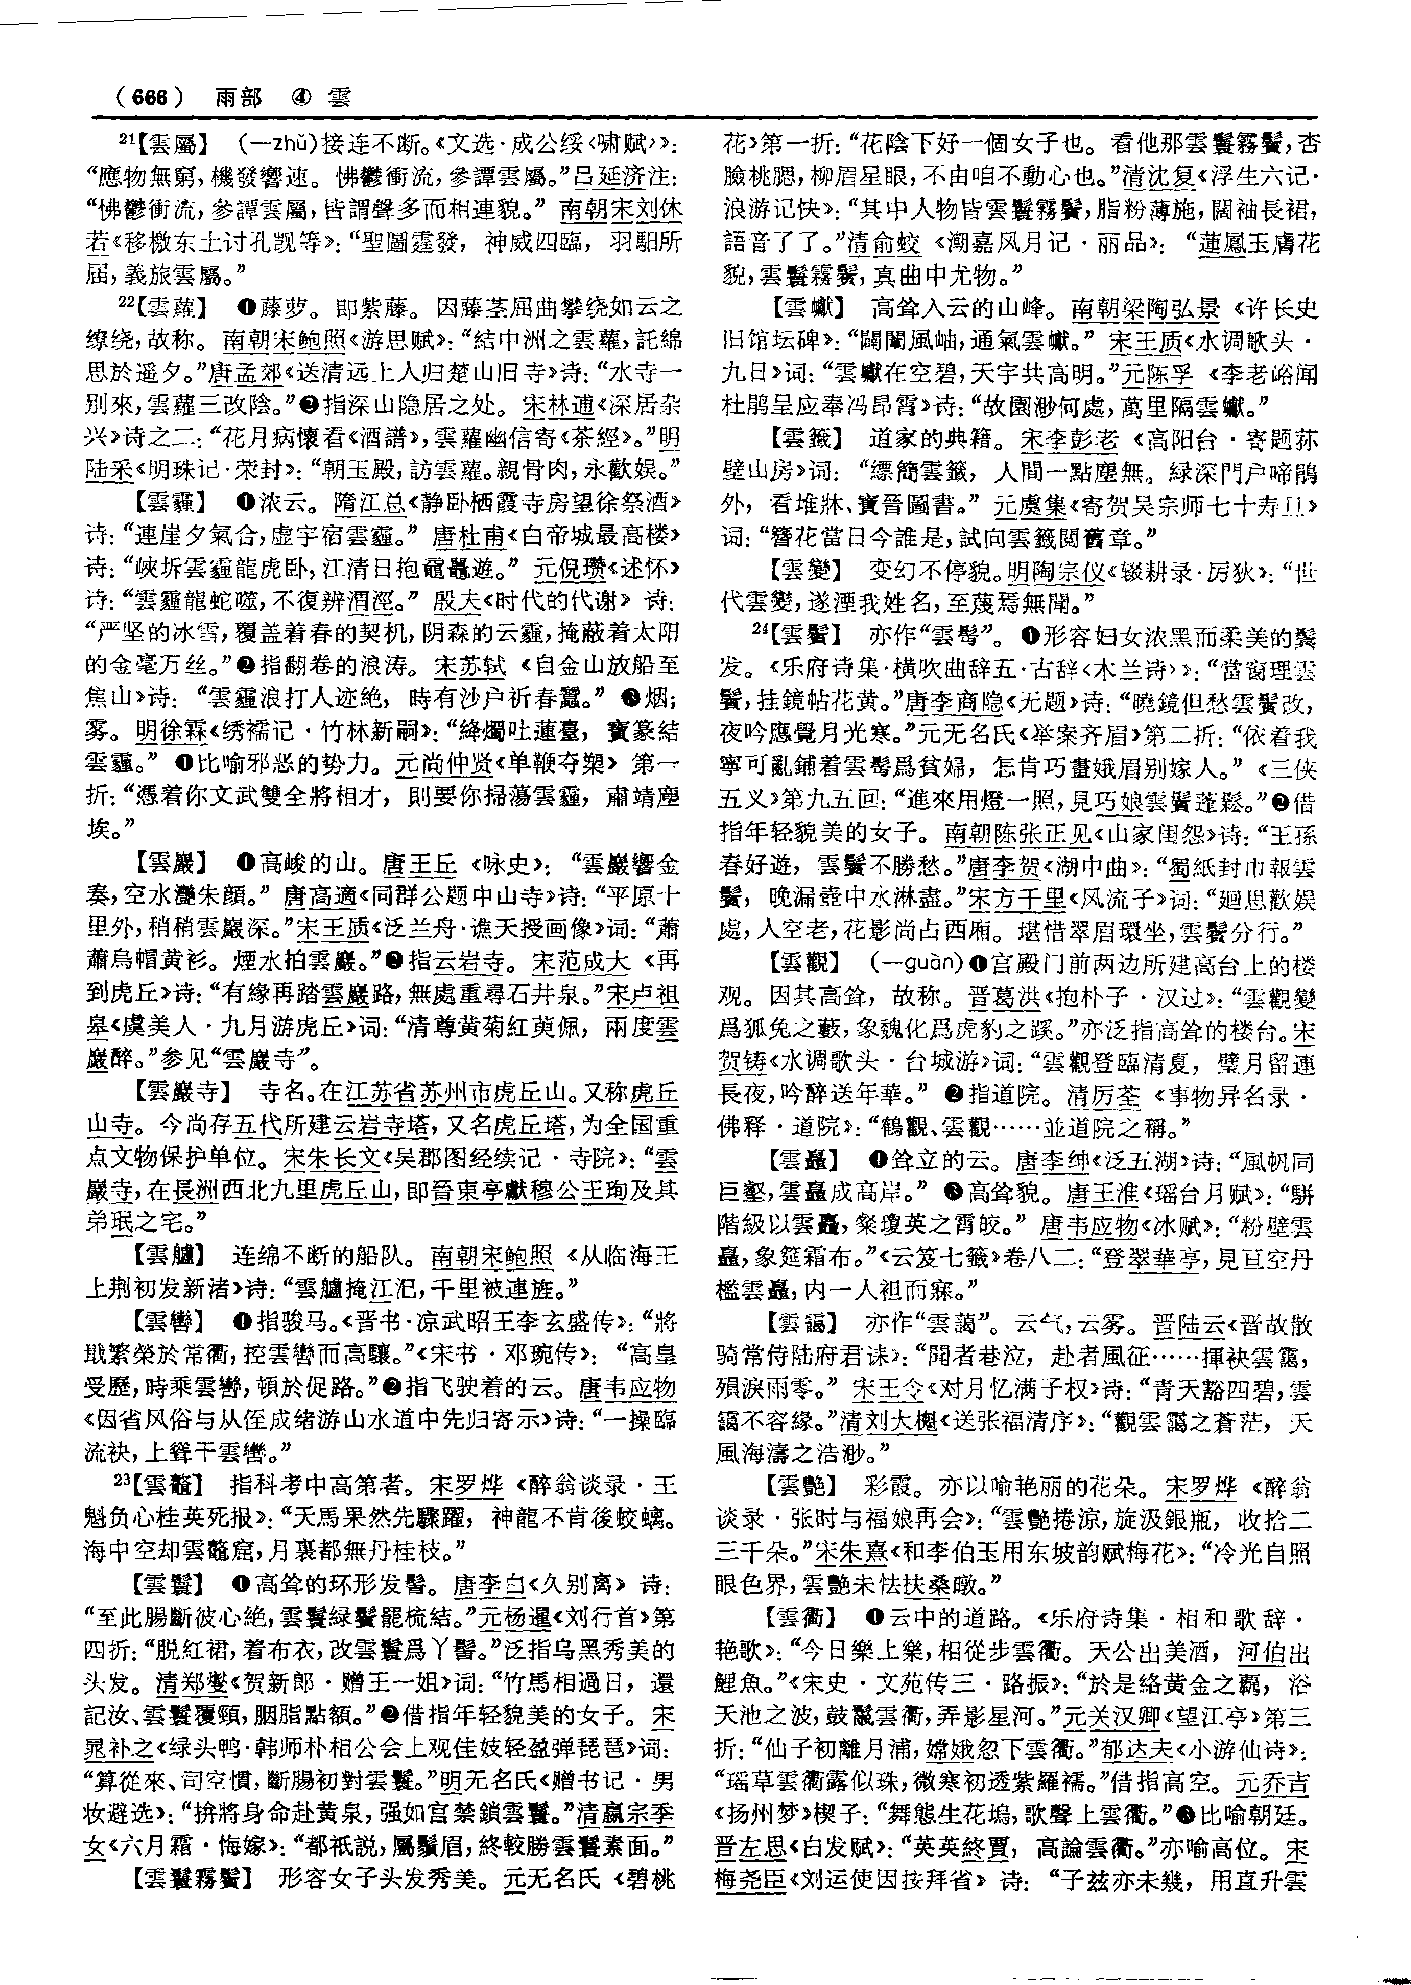 （666） 雨部 ④ 雲
21【雲屬】 （—zhǔ）接连不断。《文选·成公绥〈啸赋〉》：
“應物無窮，機發響速。怫鬱衝流，參譚雲屬。”吕延济注：
“怫鬱衝流，參譚雲屬，皆謂聲多而相連貌。” 南朝宋刘休
若《移檄东土讨孔觊等》：“聖圖霆發，神威四臨，羽馹所
届，義旅雲屬。”
22【雲蘿】 ❶藤萝。即紫藤。因藤茎屈曲攀绕如云之
缭绕，故称。南朝宋鲍照《游思赋》：“結中洲之雲蘿，託綿
思於遥夕。”唐孟郊《送清远上人归楚山旧寺》诗：“水寺一
别來，雲蘿三改陰。”❷指深山隐居之处。宋林逋《深居杂
兴》诗之二：“花月病懷看《酒譜》，雲蘿幽信寄《茶經》。”明
陆采《明珠记·荣封》：“朝玉殿，訪雲蘿。親骨肉，永歡娱。”
【雲霾】 ❶浓云。隋江总《静卧栖霞寺房望徐祭酒》
诗：“連崖夕氣合，虚宇宿雲霾。” 唐杜甫《白帝城最高楼》
诗：“峽坼雲霾龍虎卧，江清日抱黿鼉遊。” 元倪瓒《述怀》
诗：“雲霾龍蛇噬，不復辨渭涇。” 殷夫《时代的代谢》 诗：
“严坚的冰雪，覆盖着春的契机，阴森的云霾，掩蔽着太阳
的金毫万丝。”❷指翻卷的浪涛。宋苏轼 《自金山放船至
焦山》诗：“雲霾浪打人迹絶，時有沙户祈春蠶。” ❸烟；
雾。明徐霖《绣襦记·竹林新嗣》：“絳燭吐蓮臺，寶篆結
雲霾。” ❹比喻邪恶的势力。元尚仲贤《单鞭夺槊》 第一
折：“憑着你文武雙全將相才，則要你掃蕩雲霾，肅靖塵
埃。”
【雲巖】 ❶高峻的山。唐王丘 《咏史》：“雲巖響金
奏，空水灔朱顔。” 唐高適《同群公题中山寺》诗：“平原十
里外，稍稍雲巖深。”宋王质《泛兰舟·谯天授画像》词：“蕭
蕭烏帽黄衫。煙水拍雲巖。”❷指云岩寺。宋范成大 《再
到虎丘》诗：“有緣再踏雲巖路，無處重尋石井泉。”宋卢祖
皋《虞美人·九月游虎丘》词：“清尊黄菊紅萸佩，兩度雲
巖醉。”参见“雲巖寺”。
【雲巖寺】 寺名。在江苏省苏州市虎丘山。又称虎丘
山寺。今尚存五代所建云岩寺塔，又名虎丘塔，为全国重
点文物保护单位。宋朱长文《吴郡图经续记·寺院》：“雲
巖寺，在長洲西北九里虎丘山，即晉東亭獻穆公王珣及其
弟珉之宅。”
【雲艫】 连绵不断的船队。南朝宋鲍照 《从临海王
上荆初发新渚》诗：“雲艫掩江汜，千里被連旌。”
【雲轡】 ❶指骏马。《晋书·凉武昭王李玄盛传》：“將
戢繁榮於常衢，控雲轡而高驤。”《宋书·邓琬传》：“高皇
受歷，時乘雲轡，頓於促路。”❷指飞驶着的云。唐韦应物
《因省风俗与从侄成绪游山水道中先归寄示》诗：“一操臨
流袂，上聳干雲轡。”
23【雲鼇】 指科考中高第者。宋罗烨 《醉翁谈录·王
魁负心桂英死报》：“天馬果然先驟躍，神龍不肯後蛟螭。
海中空却雲鼇窟，月裏都無丹桂枝。”
【雲鬟】 ❶高耸的环形发髻。唐李白《久别离》 诗：
“至此腸斷彼心絶，雲鬟緑鬢罷梳結。”元杨暹《刘行首》第
四折：“脱紅裙，着布衣，改雲鬟爲丫髻。”泛指乌黑秀美的
头发。清郑燮《贺新郎·赠王一姐》词：“竹馬相過日，還
記汝、雲鬟覆頸，胭脂點額。”❷借指年轻貌美的女子。宋
晁补之《绿头鸭·韩师朴相公会上观佳妓轻盈弹琵琶》词：
“算從來、司空慣，斷腸初對雲鬟。”明无名氏《赠书记·男
妆避选》：“拚將身命赴黄泉，强如宫禁鎖雲鬟。”清嬴宗季
女《六月霜·悔嫁》：“都祇説，屬鬚眉，終較勝雲鬟素面。”
【雲鬟霧鬢】 形容女子头发秀美。元无名氏 《碧桃
花》第一折：“花陰下好一個女子也。看他那雲鬟霧鬢，杏
臉桃腮，柳眉星眼，不由咱不動心也。”清沈复《浮生六记·
浪游记快》：“其中人物皆雲鬟霧鬢，脂粉薄施，闊袖長裙，
語音了了。”清俞蛟 《潮嘉风月记·丽品》：“蓮鳳玉膚花
貌，雲鬟霧鬢，真曲中尤物。”
【雲巘】 高耸入云的山峰。南朝梁陶弘景 《许长史
旧馆坛碑》：“闢闔風岫，通氣雲巘。” 宋王质《水调歌头·
九日》词：“雲巘在空碧，天宇共高明。”元陈孚 《李老峪闻
杜鹃呈应奉冯昂霄》诗：“故園渺何處，萬里隔雲巘。”
【雲籤】 道家的典籍。宋李彭老 《高阳台·寄题荪
壁山房》词：“縹簡雲籤，人間一點塵無。緑深門户啼鵑
外，看堆牀、寶晉圖書。” 元虞集《寄贺吴宗师七十寿旦》
词：“簪花當日今誰是，試向雲籤閲舊章。”
【雲變】 变幻不停貌。明陶宗仪《辍耕录·厉狄》：“世
代雲變，遂湮我姓名，至蔑焉無聞。”
24【雲鬢】 亦作“雲髩”。❶形容妇女浓黑而柔美的鬓
发。《乐府诗集·横吹曲辞五·古辞〈木兰诗〉》：“當窗理雲
鬢，挂鏡帖花黄。”唐李商隐《无题》诗：“曉鏡但愁雲鬢改，
夜吟應覺月光寒。”元无名氏《举案齐眉》第二折：“依着我
寧可亂鋪着雲髩爲貧婦，怎肯巧畫娥眉别嫁人。” 《三侠
五义》第九五回：“進來用燈一照，見巧娘雲鬢蓬鬆。”❷借
指年轻貌美的女子。南朝陈张正见《山家闺怨》诗：“王孫
春好遊，雲鬢不勝愁。”唐李贺《湖中曲》：“蜀紙封巾報雲
鬢，晚漏壺中水淋盡。”宋方千里《风流子》词：“廻思歡娱
處，人空老，花影尚占西厢。堪惜翠眉環坐，雲鬢分行。”
【雲觀】 （—guàn）❶宫殿门前两边所建高台上的楼
观。因其高耸，故称。晋葛洪《抱朴子·汉过》：“雲觀變
爲狐兔之藪，象魏化爲虎豹之蹊。”亦泛指高耸的楼台。宋
贺铸《水调歌头·台城游》词：“雲觀登臨清夏，璧月留連
長夜，吟醉送年華。” ❷指道院。清厉荃 《事物异名录·
佛释·道院》：“鶴觀、雲觀……並道院之稱。”
【雲矗】 ❶耸立的云。唐李绅《泛五湖》诗：“風帆同
巨壑，雲矗成高岸。” ❷高耸貌。唐王淮《瑶台月赋》：“駢
階級以雲矗，粲瓊英之霄皎。” 唐韦应物《冰赋》：“粉壁雲
矗，象筵霜布。”《云笈七籤》卷八二：“登翠華亭，見亘空丹
檻雲矗，内一人袒而寐。”
【雲靄】 亦作“雲藹”。云气，云雾。晋陆云《晋故散
骑常侍陆府君诔》：“聞者巷泣，赴者風征……揮袂雲靄，
殞淚雨零。” 宋王令《对月忆满子权》诗：“青天豁四碧，雲
靄不容緣。”清刘大櫆《送张福清序》：“觀雲靄之蒼茫，天
風海濤之浩渺。”
【雲艷】 彩霞。亦以喻艳丽的花朵。宋罗烨 《醉翁
谈录·张时与福娘再会》：“雲艷捲涼，旋汲銀瓶，收拾二
三千朵。”宋朱熹《和李伯玉用东坡韵赋梅花》：“冷光自照
眼色界，雲艷未怯扶桑暾。”
【雲衢】 ❶云中的道路。《乐府诗集·相和歌辞·
艳歌》：“今日樂上樂，相從步雲衢。天公出美酒，河伯出
鯉魚。”《宋史·文苑传三·路振》：“於是絡黄金之羈，浴
天池之波，鼓鬣雲衢，弄影星河。”元关汉卿《望江亭》第三
折：“仙子初離月浦，嫦娥忽下雲衢。”郁达夫《小游仙诗》：
“瑶草雲衢露似珠，微寒初透紫羅襦。”借指高空。元乔吉
《扬州梦》楔子：“舞態生花塢，歌聲上雲衢。”❷比喻朝廷。
晋左思《白发赋》：“英英終賈，高論雲衢。”亦喻高位。宋
梅尧臣《刘运使因按拜省》 诗：“子兹亦未幾，用直升雲